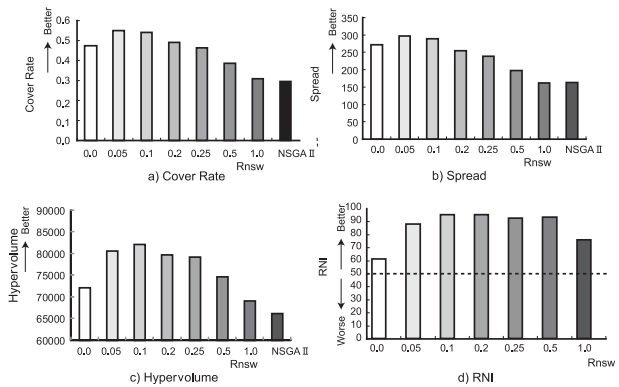 Cover Rate
Better
0.6
0.5
0.4
0.3
0.2
0.1
0.0
0.0 0.05 0.1 0.2 0.25 0.5 1.0 NSGA II
Rnsw
a) Cover Rate
Spread
Better
350
300
250
200
150
100
50
0
0.0 0.05 0.1 0.2 0.25 0.5 1.0 NSGA II
Rnsw
b) Spread
Hypervolume
Better
90000
85000
80000
75000
70000
65000
60000
0.0 0.05 0.1 0.2 0.25 0.5 1.0 NSGA II
Rnsw
c) Hypervolume
RNI
Better
Worse
100
90
80
70
60
50
40
30
20
10
0
0.0 0.05 0.1 0.2 0.25 0.5 1.0
Rnsw
d) RNI